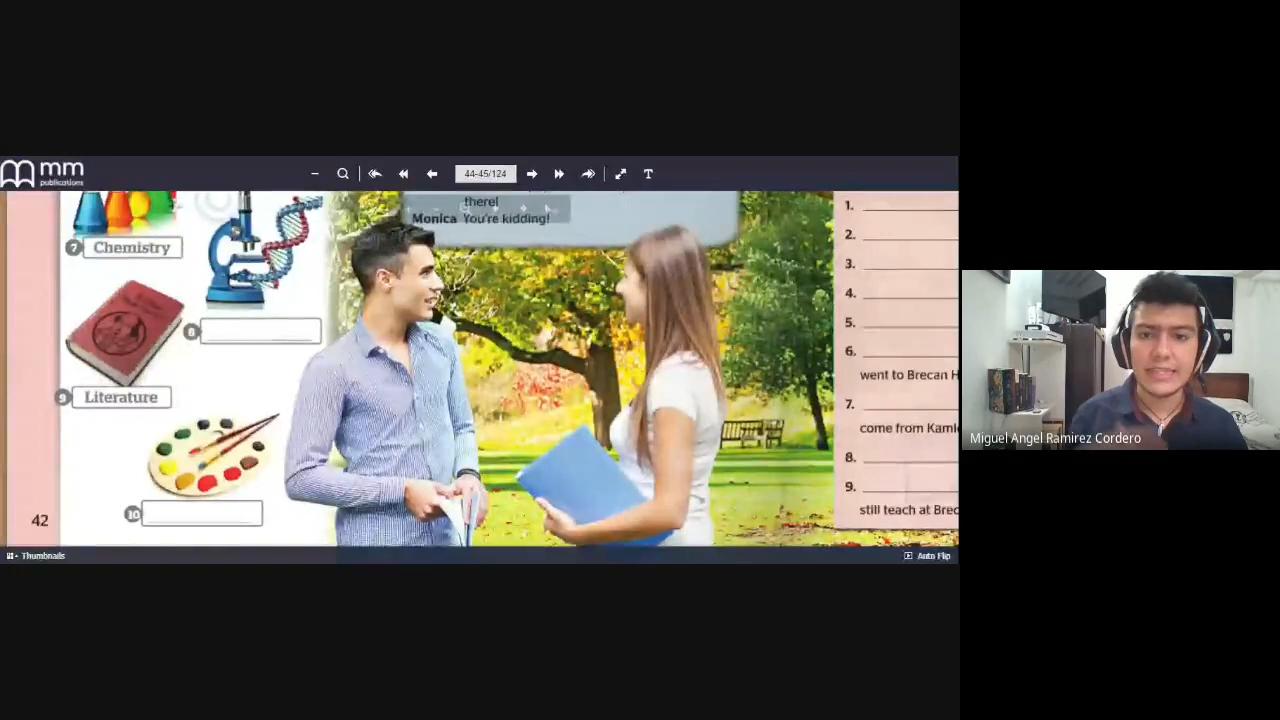 mm
publications
44-45/124
T
there!
Monica You're kidding!
7 Chemistry
8
9 Literature
10
42
1.
2.
3.
4.
5.
6.
went to Brecan H
7.
come from Kaml
8.
9.
still teach at Brec
Thumbnails
Auto Flip
Miguel Angel Ramirez Cordero